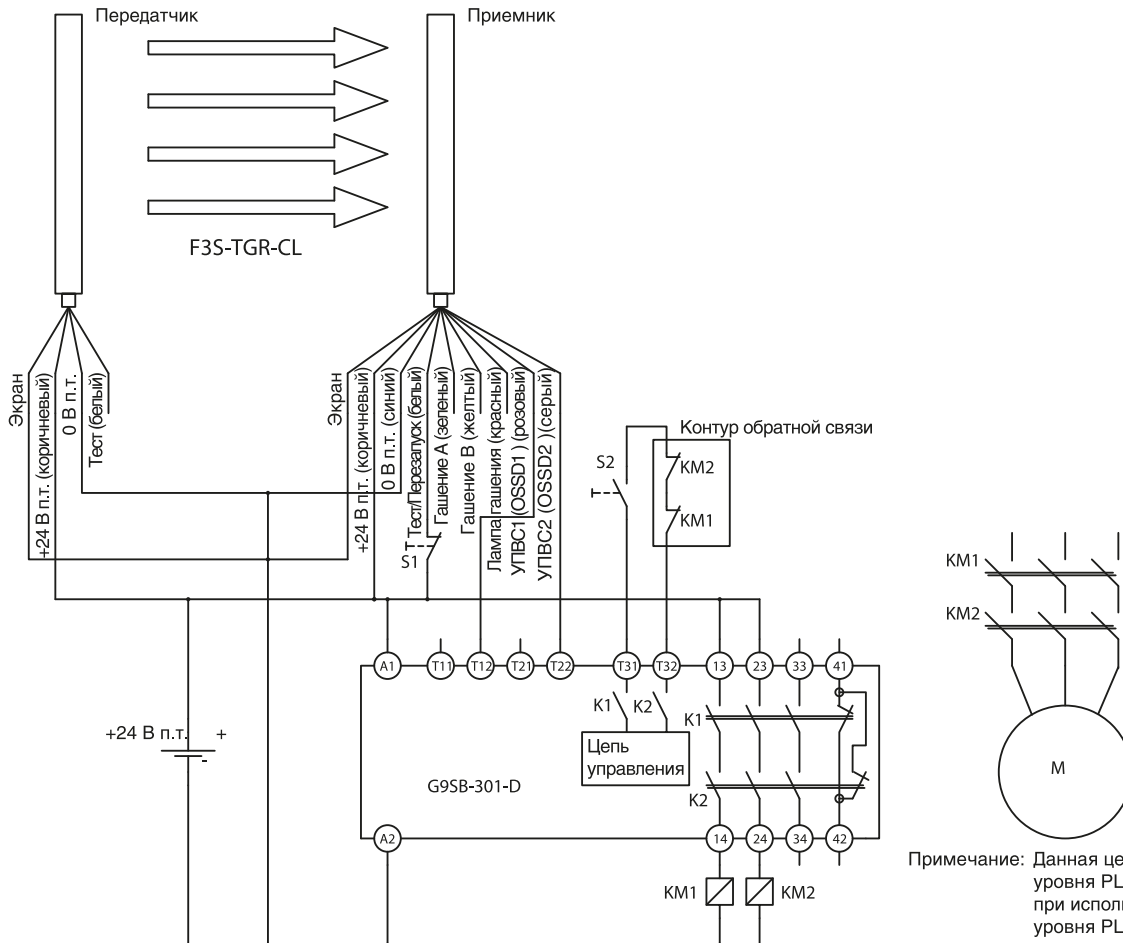 Передатчик
Приемник
F3S-TGR-CL
Экран
+24 В п.т. (коричневый)
0 В п.т.
Тест (белый)
Экран
+24 В п.т. (коричневый)
0 В п.т. (синий)
Тест/Перезапуск (белый)
Гашение A (зеленый)
Гашение B (желтый)
Лампа гашения (красный)
УПВС1 (OSSD1 ) (розовый)
УПВС2 (OSSD2 )(серый)
S1
S2
Контур обратной связи
KM2
KM1
KM1
KM2
A1
T11
T12
T21
T22
T31
T32
13
23
33
41
K1
K2
K1
Цепь
управления
+24 В п.т.
+
-
G9SB-301-D
K2
M
A2
14
24
34
42
KM1
KM2
Примечание: Данная це
уровня PL
при испол
уровня PL